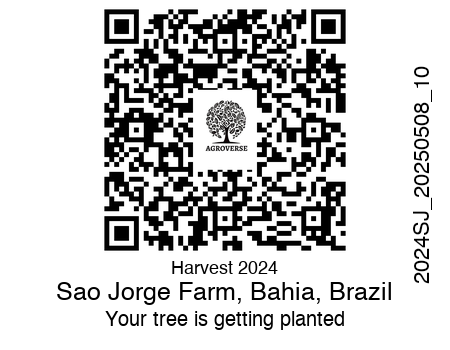 AGROVERSE
2024SJ_20250508_10
Harvest 2024
Sao Jorge Farm, Bahia, Brazil
Your tree is getting planted